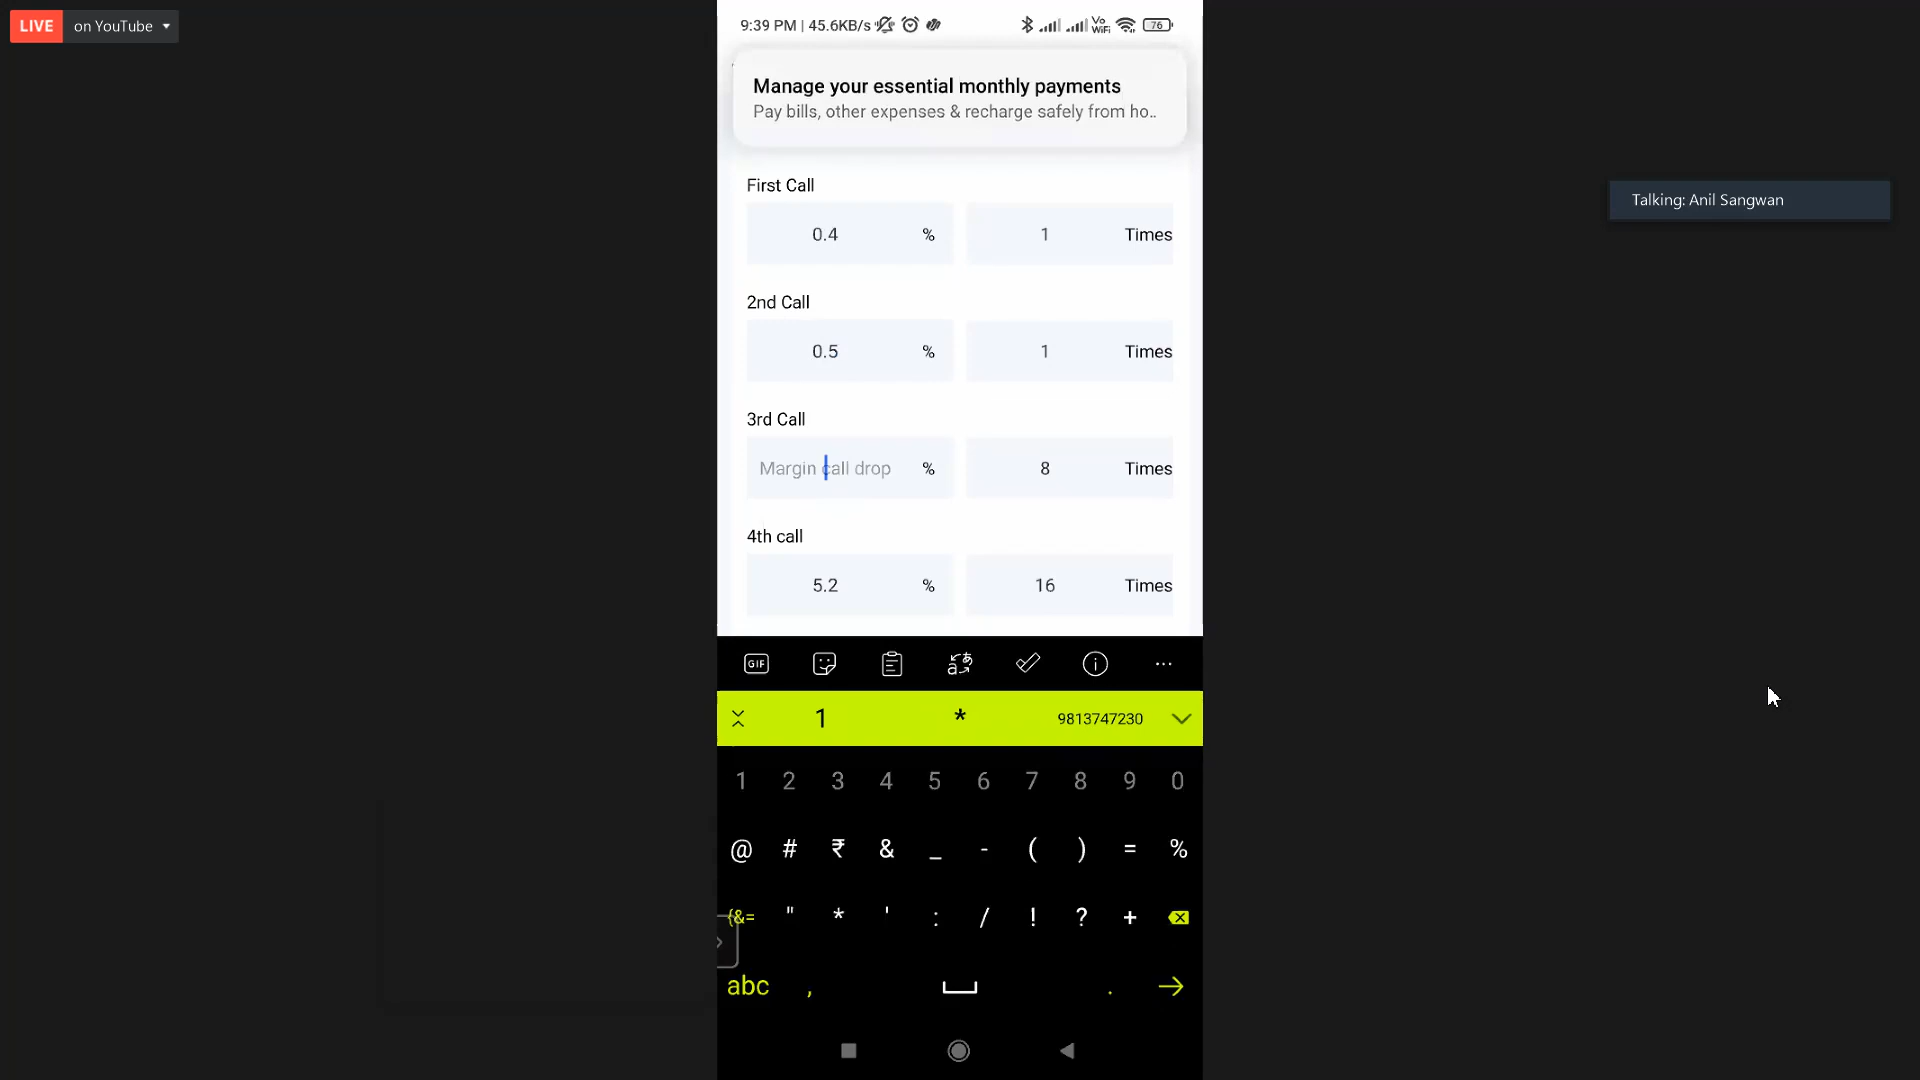 LIVE on YouTube
9:39 PM | 45.6KB/s Vo WiFi 76
Manage your essential monthly payments
Pay bills, other expenses & recharge safely from ho..
Talking: Anil Sangwan
First Call
0.4 % 1 Times
2nd Call
0.5 % 1 Times
3rd Call
Margin call drop % 8 Times
4th call
5.2 % 16 Times
GIF
1 * 9813747230
1 2 3 4 5 6 7 8 9 0
@ # ₹ & _ - ( ) = %
{&= " * ' : / ! ? +
abc , .